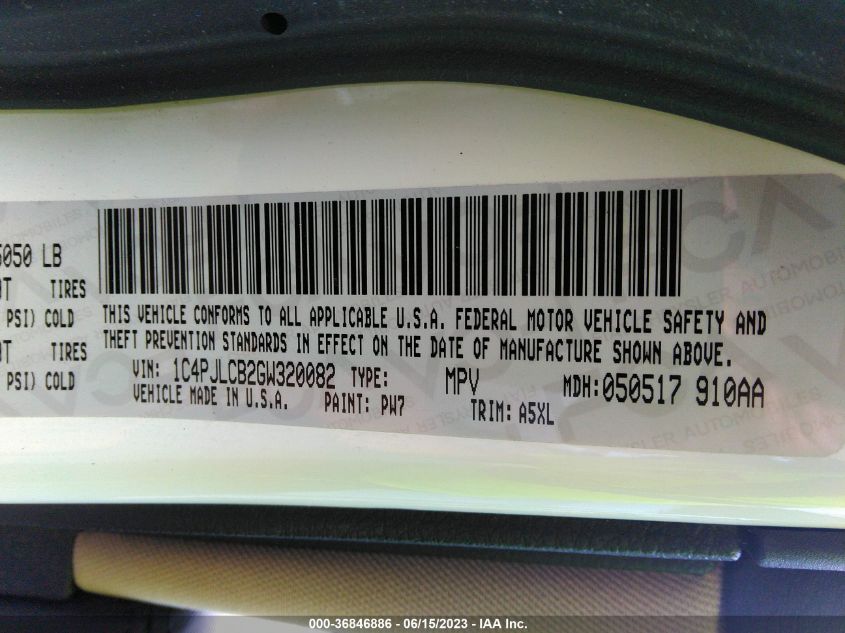 5050 LB
TIRES
PSI) COLD
TIRES
PSI) COLD
THIS VEHICLE CONFORMS TO ALL APPLICABLE U.S.A. FEDERAL MOTOR VEHICLE SAFETY AND
THEFT PREVENTION STANDARDS IN EFFECT ON THE DATE OF MANUFACTURE SHOWN ABOVE.
VIN: 1C4PJLCB2GW320082 TYPE: MPV MDH:050517 910AA
VEHICLE MADE IN U.S.A. PAINT: PW7 TRIM: A5XL
000-36846886 - 06/15/2023 - IAA Inc.